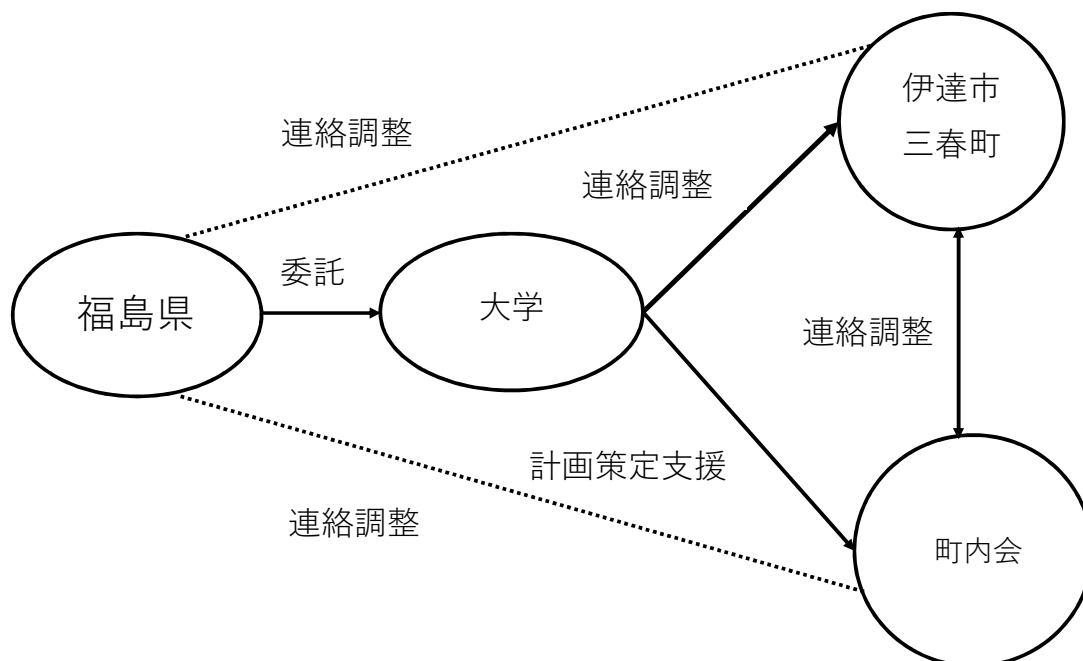 伊達市
三春町
連絡調整
連絡調整
委託
福島県
大学
連絡調整
計画策定支援
連絡調整
町内会